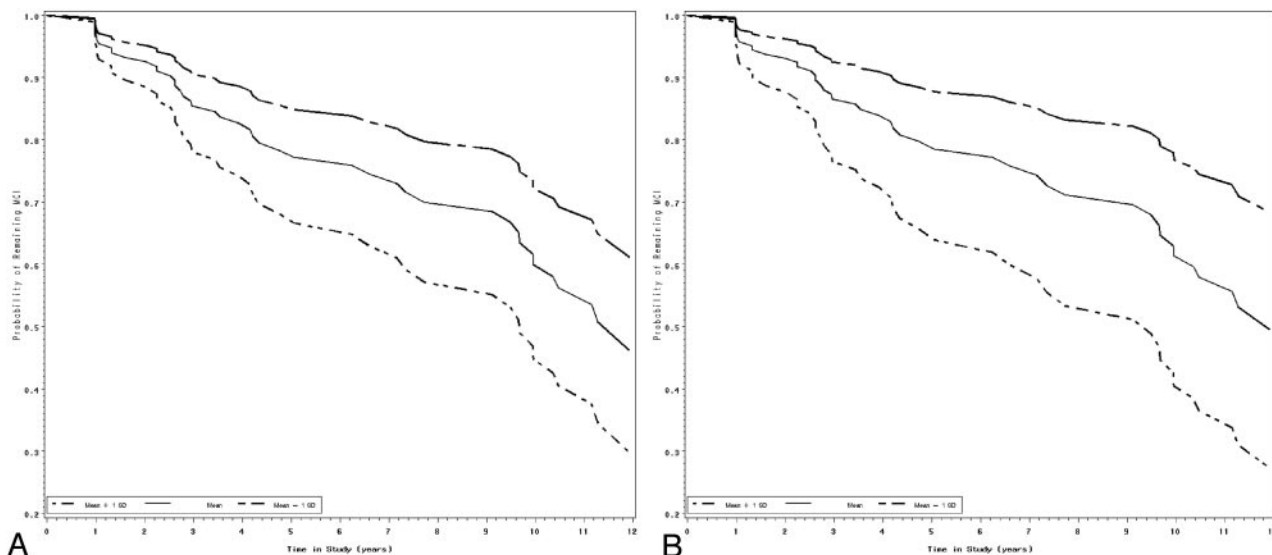 1.0
0.9
0.8
0.7
0.6
0.5
0.4
0.3
0.2
Probability of Remaining MCI
0 1 2 3 4 5 6 7 8 9 10 11 12
Time in Study (years)
Mean + 1 SD Mean Mean - 1 SD
A
1.0
0.9
0.8
0.7
0.6
0.5
0.4
0.3
0.2
Probability of Remaining MCI
0 1 2 3 4 5 6 7 8 9 10 11
Time in Study (years)
Mean + 1 SD Mean Mean - 1 SD
B